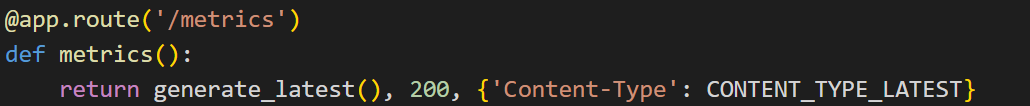 @app.route('/metrics')
def metrics():
    return generate_latest(), 200, {'Content-Type': CONTENT_TYPE_LATEST}